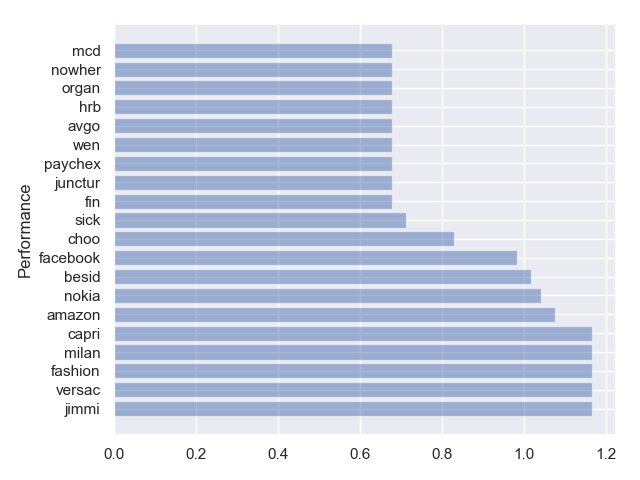 mcd
nowher
organ
hrb
avgo
wen
paychex
junctur
fin
sick
choo
facebook
besid
nokia
amazon
capri
milan
fashion
versac
jimmi
Performance
0.0 0.2 0.4 0.6 0.8 1.0 1.2